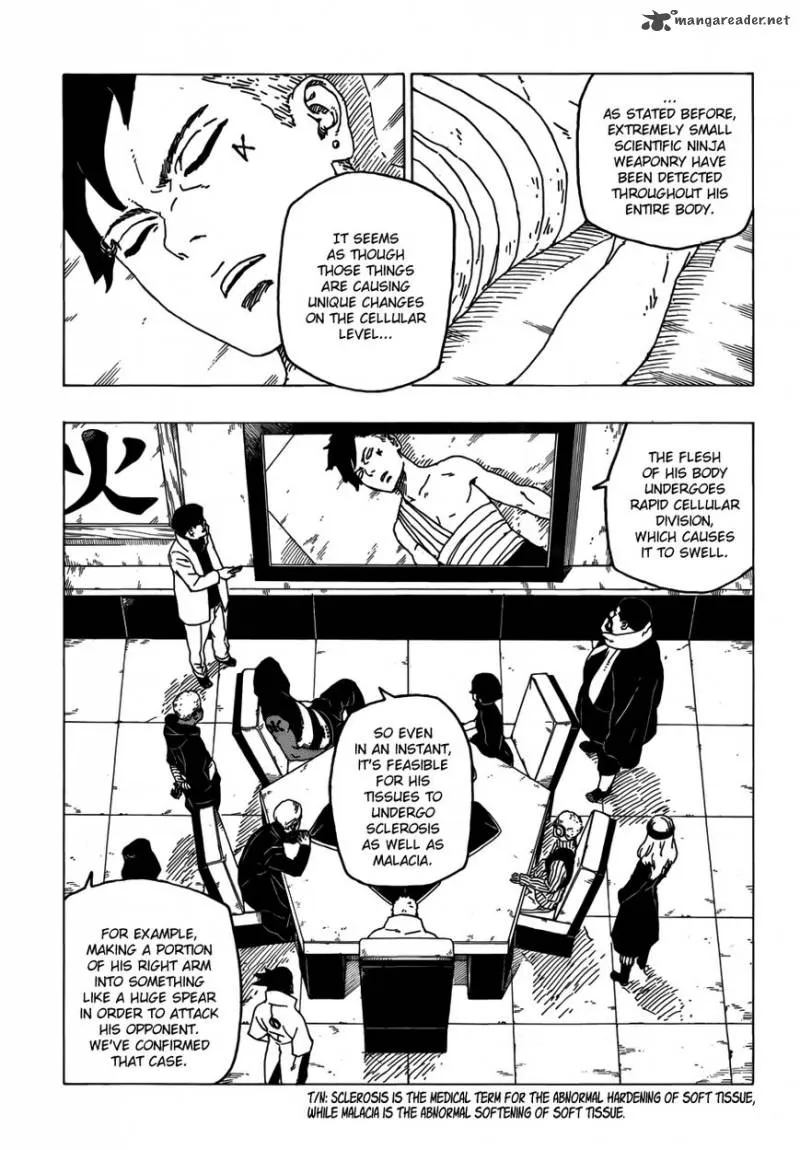 mangareader.net
...
AS STATED BEFORE,
EXTREMELY SMALL
SCIENTIFIC NINJA
WEAPONRY HAVE
BEEN DETECTED
THROUGHOUT HIS
ENTIRE BODY.
IT SEEMS
AS THOUGH
THOSE THINGS
ARE CAUSING
UNIQUE CHANGES
ON THE CELLULAR
LEVEL...
火
THE FLESH
OF HIS BODY
UNDERGOES
RAPID CELLULAR
DIVISION,
WHICH CAUSES
IT TO SWELL.
SO EVEN
IN AN INSTANT,
IT'S FEASIBLE
FOR HIS
TISSUES TO
UNDERGO
SCLEROSIS
AS WELL AS
MALACIA.
FOR EXAMPLE,
MAKING A PORTION
OF HIS RIGHT ARM
INTO SOMETHING
LIKE A HUGE SPEAR
IN ORDER TO ATTACK
HIS OPPONENT.
WE'VE CONFIRMED
THAT CASE.
T/N: SCLEROSIS IS THE MEDICAL TERM FOR THE ABNORMAL HARDENING OF SOFT TISSUE,
WHILE MALACIA IS THE ABNORMAL SOFTENING OF SOFT TISSUE.